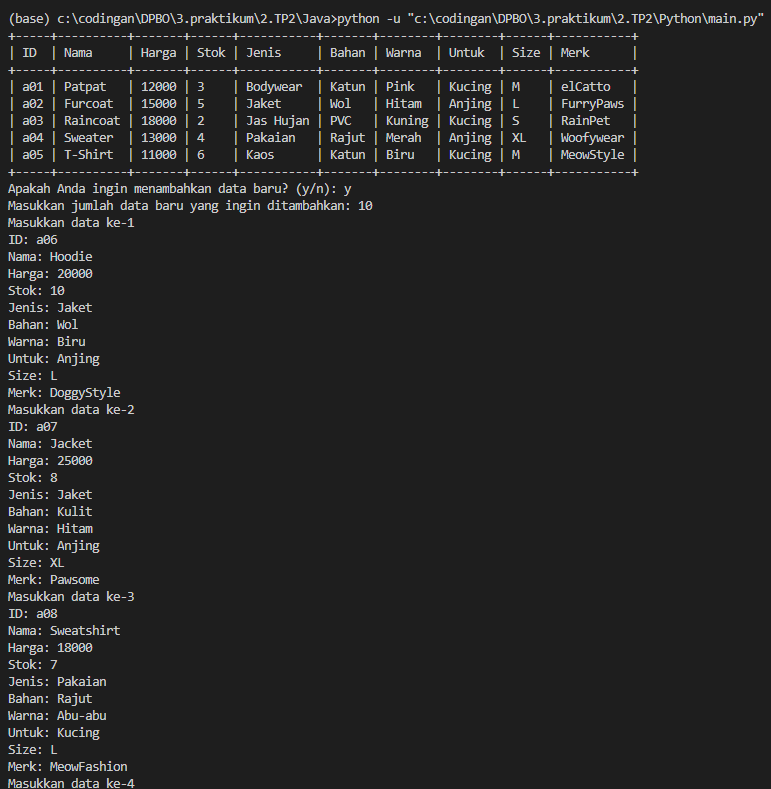 (base) c:\codingan\DPBO\3.praktikum\2.TP2\Java>python -u "c:\codingan\DPBO\3.praktikum\2.TP2\Python\main.py"
+-----+----------+-------+------+-----------+-------+--------+--------+------+-----------+
| ID  | Nama     | Harga | Stok | Jenis     | Bahan | Warna  | Untuk  | Size | Merk      |
+-----+----------+-------+------+-----------+-------+--------+--------+------+-----------+
| a01 | Patpat   | 12000 | 3    | Bodywear  | Katun | Pink   | Kucing | M    | elCatto   |
| a02 | Furcoat  | 15000 | 5    | Jaket     | Wol   | Hitam  | Anjing | L    | FurryPaws |
| a03 | Raincoat | 18000 | 2    | Jas Hujan | PVC   | Kuning | Kucing | S    | RainPet   |
| a04 | Sweater  | 13000 | 4    | Pakaian   | Rajut | Merah  | Anjing | XL   | Woofywear |
| a05 | T-Shirt  | 11000 | 6    | Kaos      | Katun | Biru   | Kucing | M    | MeowStyle |
+-----+----------+-------+------+-----------+-------+--------+--------+------+-----------+
Apakah Anda ingin menambahkan data baru? (y/n): y
Masukkan jumlah data baru yang ingin ditambahkan: 10
Masukkan data ke-1
ID: a06
Nama: Hoodie
Harga: 20000
Stok: 10
Jenis: Jaket
Bahan: Wol
Warna: Biru
Untuk: Anjing
Size: L
Merk: DoggyStyle
Masukkan data ke-2
ID: a07
Nama: Jacket
Harga: 25000
Stok: 8
Jenis: Jaket
Bahan: Kulit
Warna: Hitam
Untuk: Anjing
Size: XL
Merk: Pawsome
Masukkan data ke-3
ID: a08
Nama: Sweatshirt
Harga: 18000
Stok: 7
Jenis: Pakaian
Bahan: Rajut
Warna: Abu-abu
Untuk: Kucing
Size: L
Merk: MeowFashion
Masukkan data ke-4